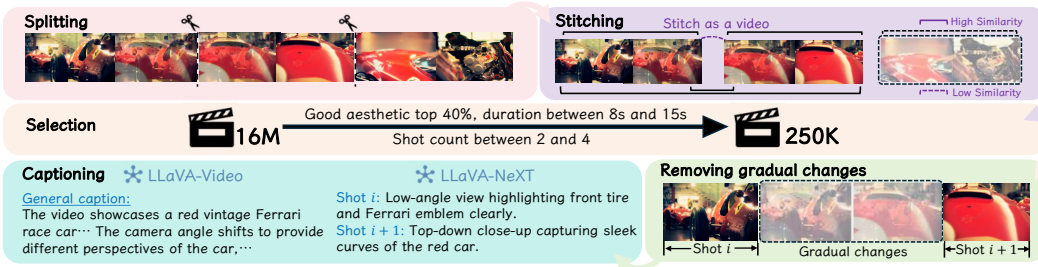 Splitting
Stitching
Stitch as a video
High Similarity
Low Similarity
Selection
16M
Good aesthetic top 40%, duration between 8s and 15s
Shot count between 2 and 4
250K
Captioning
LLaVA-Video
LLaVA-NeXT
General caption:
The video showcases a red vintage Ferrari
race car⋯ The camera angle shifts to provide
different perspectives of the car,⋯
Shot i: Low-angle view highlighting front tire
and Ferrari emblem clearly.
Shot i + 1: Top-down close-up capturing sleek
curves of the red car.
Removing gradual changes
Shot i
Gradual changes
Shot i + 1